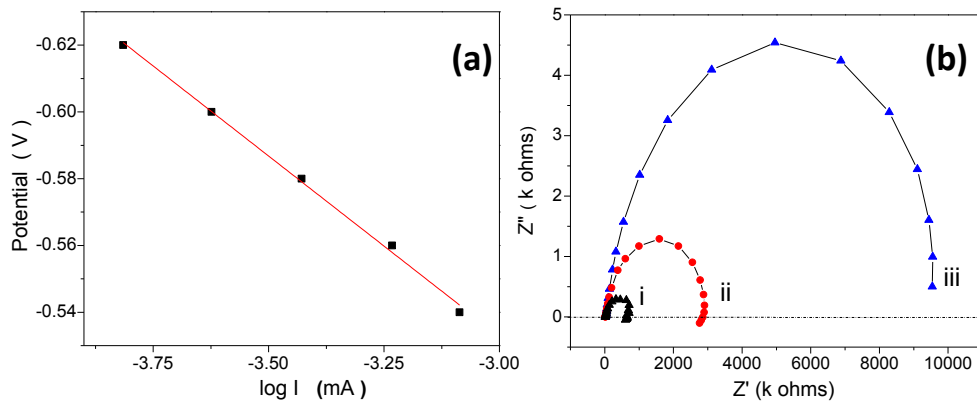 (a)
Potential ( V )
-0.62
-0.60
-0.58
-0.56
-0.54
-3.75
-3.50
-3.25
-3.00
log I (mA)
(b)
Z" ( k ohms)
5
4
3
2
1
0
i
ii
iii
0
2000
4000
6000
8000
10000
Z' (k ohms)